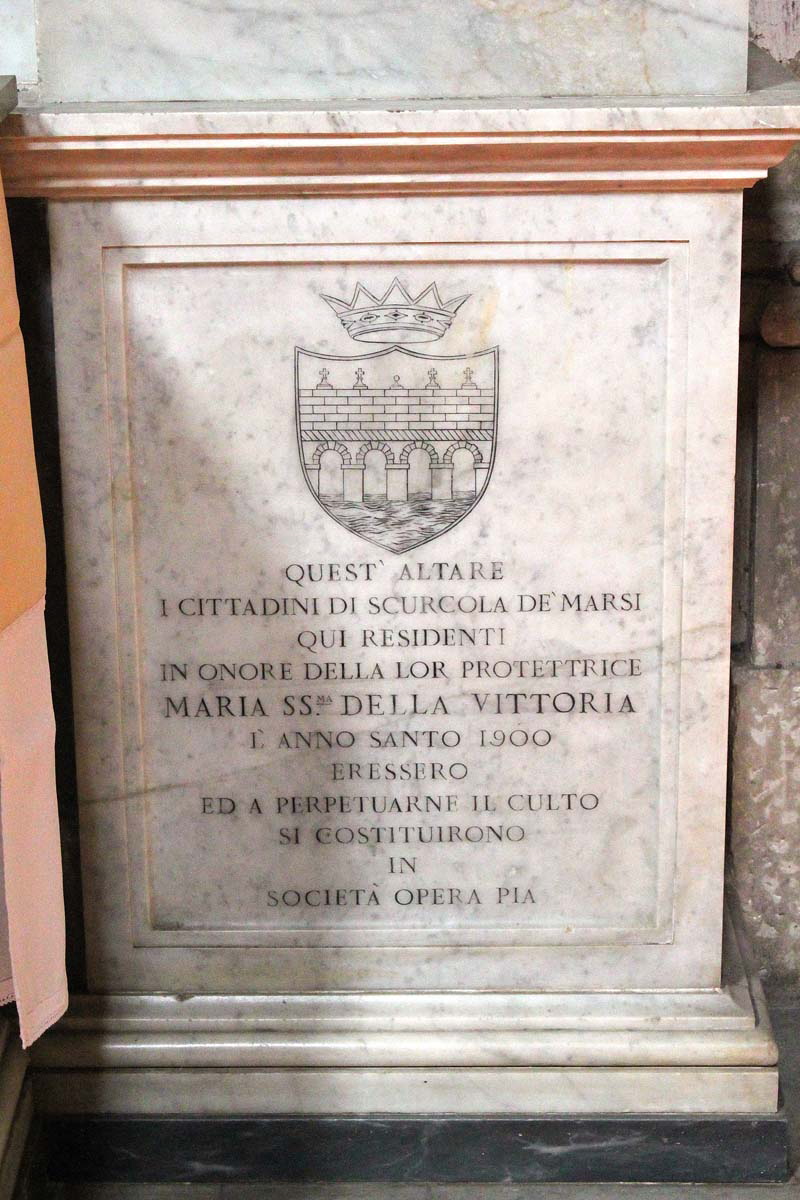 QUEST' ALTARE
I CITTADINI DI SCURCOLA DE' MARSI
QUI RESIDENTI
IN ONORE DELLA LOR PROTETTRICE
MARIA SS.MA DELLA VITTORIA
L' ANNO SANTO 1900
ERESSERO
ED A PERPETUARNE IL CULTO
SI COSTITUIRONO
IN
SOCIETÀ OPERA PIA